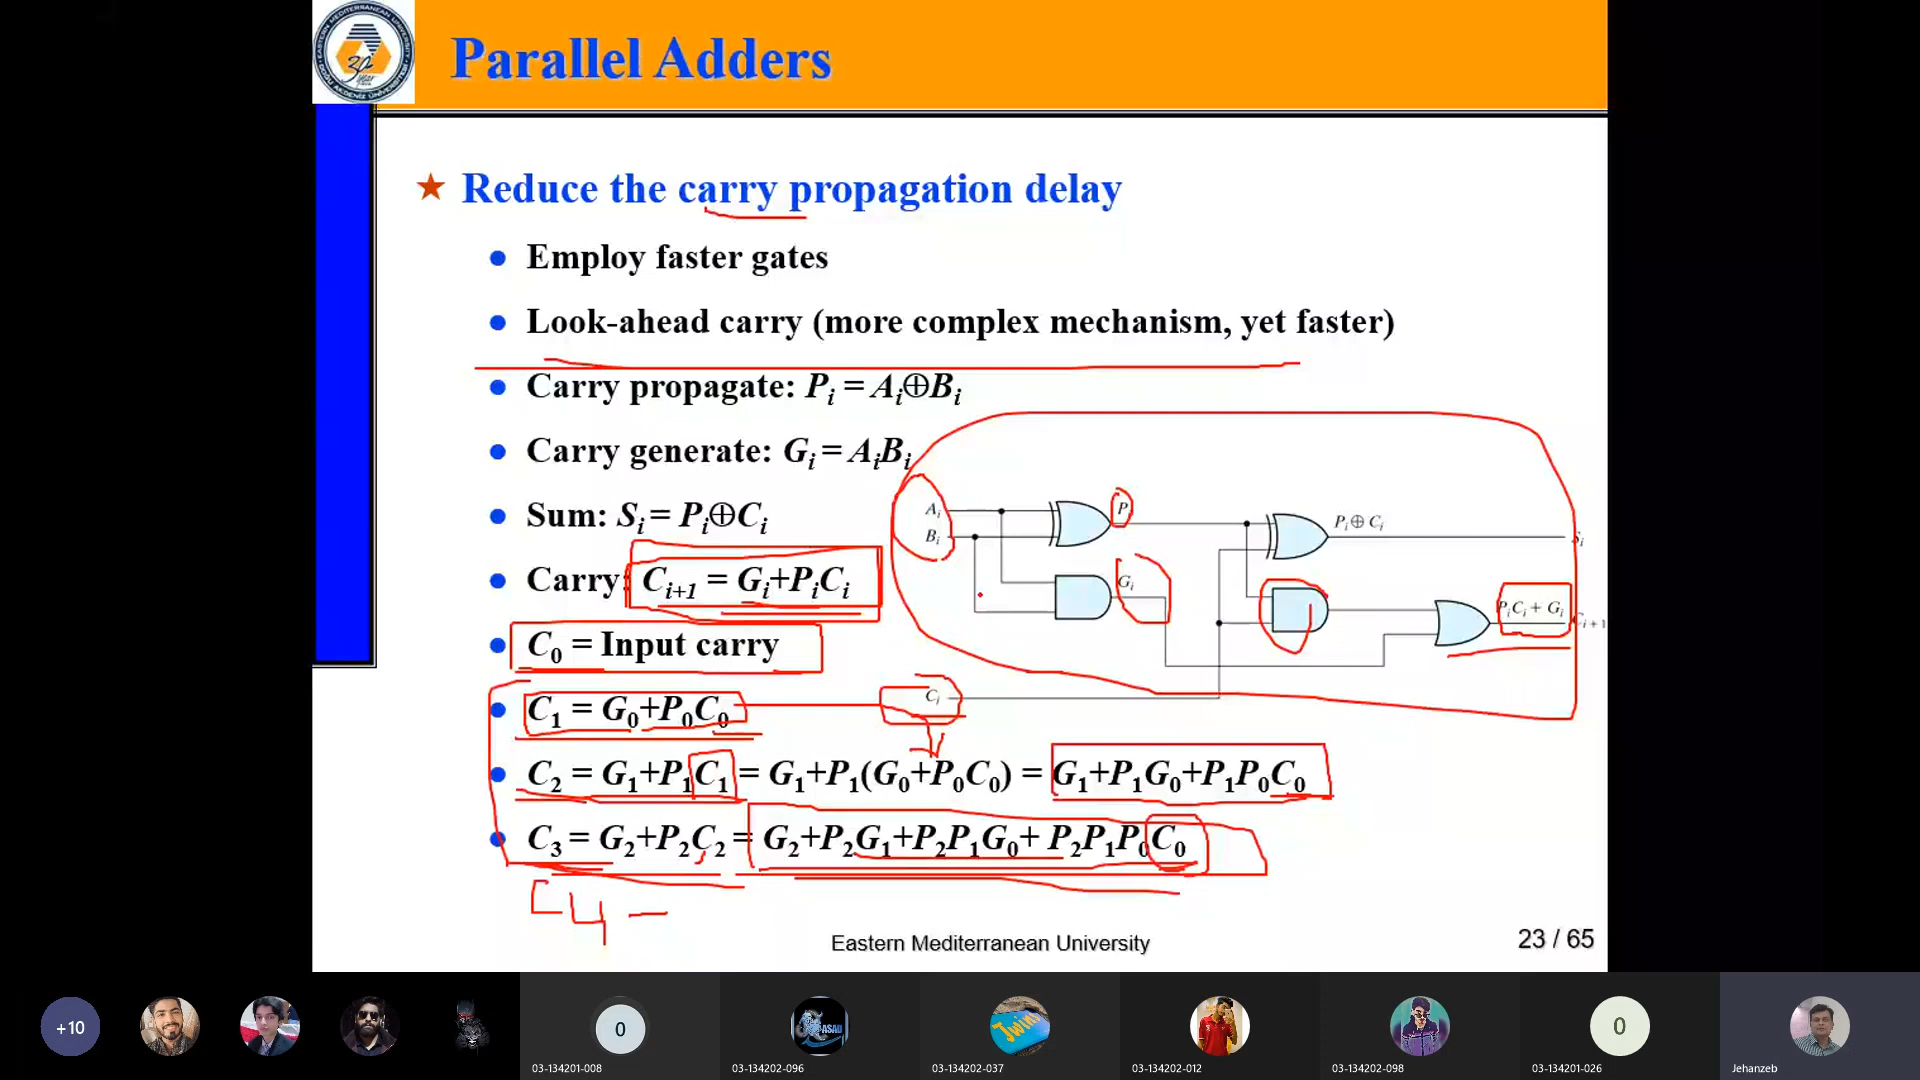 Parallel Adders
Reduce the carry propagation delay
Employ faster gates
Look-ahead carry (more complex mechanism, yet faster)
Carry propagate: Pᵢ = Aᵢ⊕Bᵢ
Carry generate: Gᵢ = AᵢBᵢ
Sum: Sᵢ = Pᵢ⊕Cᵢ
Carry: Cᵢ₊₁ = Gᵢ+PᵢCᵢ
C₀ = Input carry
C₁ = G₀+P₀C₀
C₂ = G₁+P₁C₁ = G₁+P₁(G₀+P₀C₀) = G₁+P₁G₀+P₁P₀C₀
C₃ = G₂+P₂C₂ = G₂+P₂G₁+P₂P₁G₀+ P₂P₁P₀C₀
C4 =
Aᵢ
Bᵢ
P
Gᵢ
Pᵢ⊕ Cᵢ
Sᵢ
PᵢCᵢ + Gᵢ
Cᵢ₊₁
Cᵢ
Eastern Mediterranean University
23 / 65
+10
0
03-134201-008
ASAD
03-134202-096
Twins
03-134202-037
03-134202-012
03-134202-098
0
03-134201-026
Jehanzeb